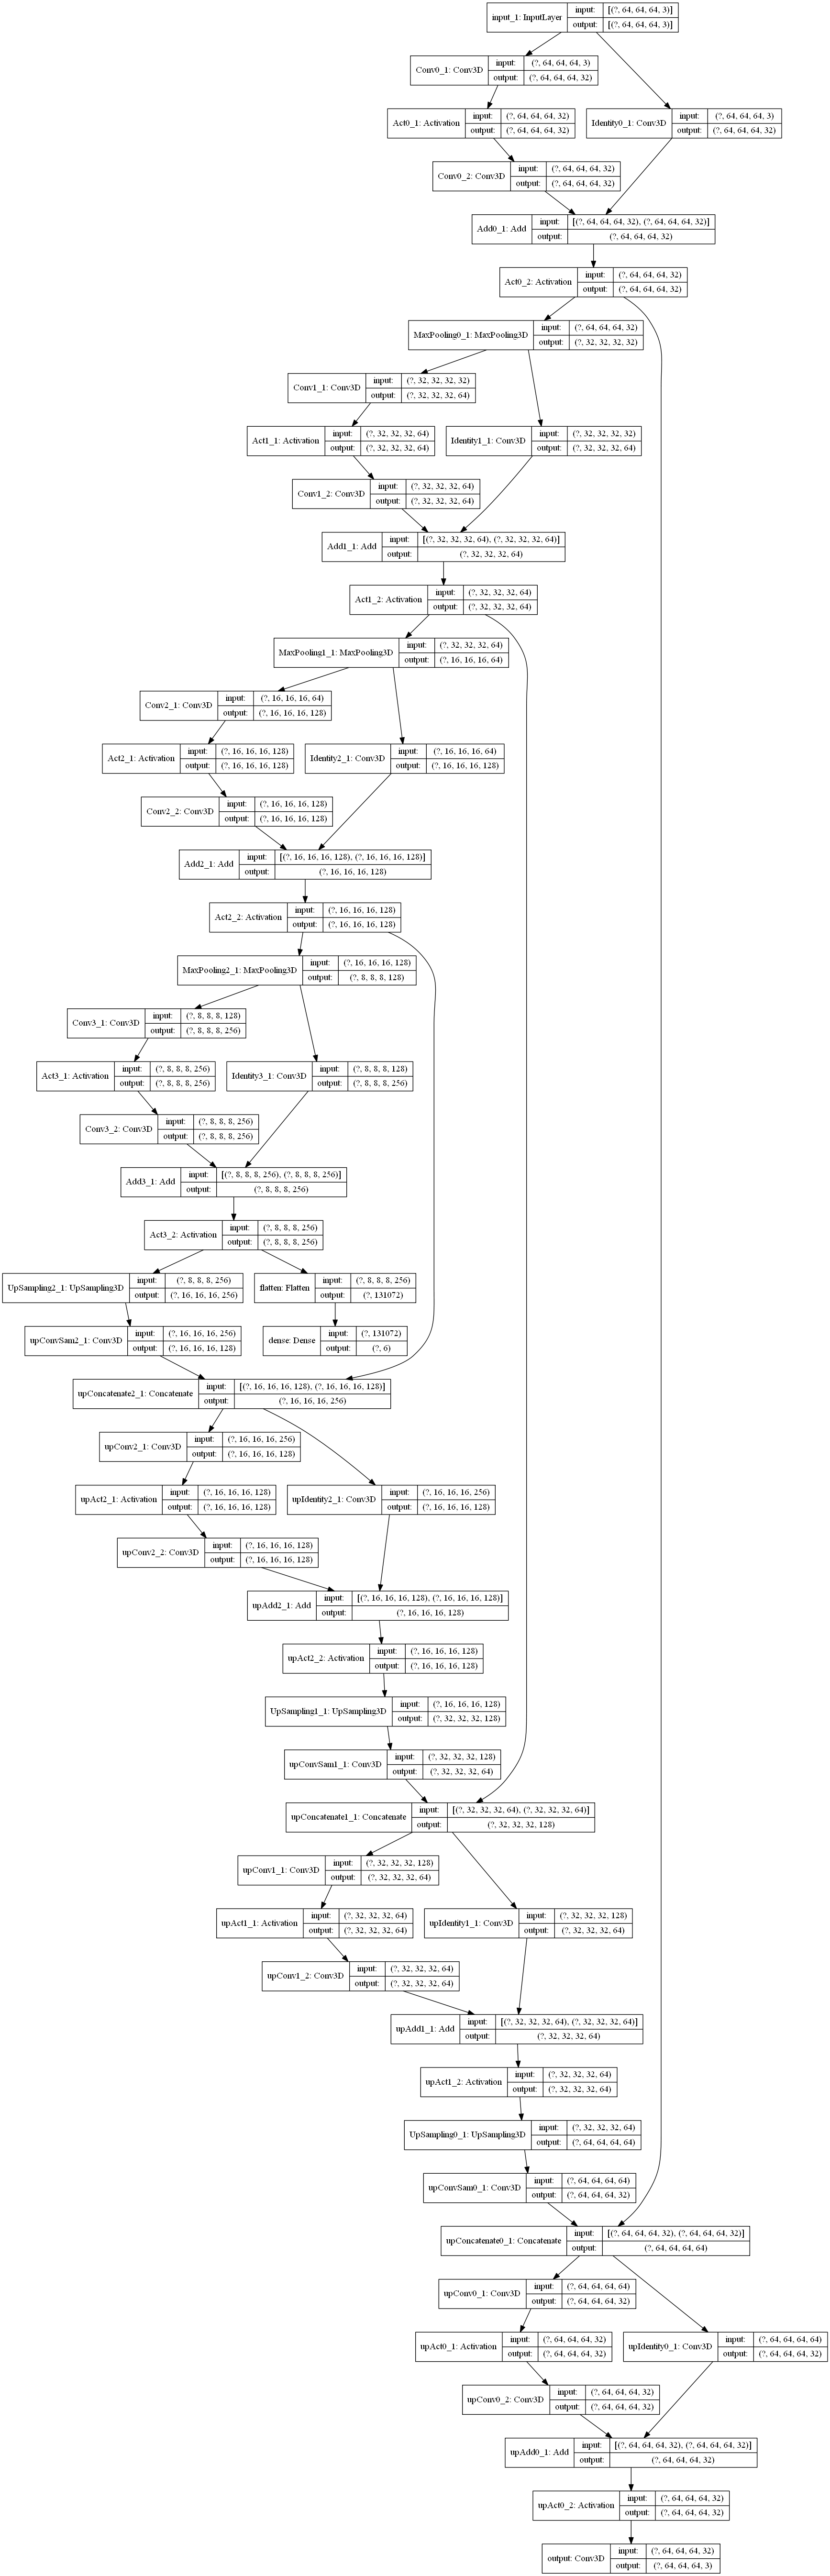 input_1: InputLayer
input: [(?, 64, 64, 64, 3)]
output: [(?, 64, 64, 64, 3)]
Conv0_1: Conv3D
input: (?, 64, 64, 64, 3)
output: (?, 64, 64, 64, 32)
Act0_1: Activation
input: (?, 64, 64, 64, 32)
output: (?, 64, 64, 64, 32)
Identity0_1: Conv3D
input: (?, 64, 64, 64, 3)
output: (?, 64, 64, 64, 32)
Conv0_2: Conv3D
input: (?, 64, 64, 64, 32)
output: (?, 64, 64, 64, 32)
Add0_1: Add
input: [(?, 64, 64, 64, 32), (?, 64, 64, 64, 32)]
output: (?, 64, 64, 64, 32)
Act0_2: Activation
input: (?, 64, 64, 64, 32)
output: (?, 64, 64, 64, 32)
MaxPooling0_1: MaxPooling3D
input: (?, 64, 64, 64, 32)
output: (?, 32, 32, 32, 32)
Conv1_1: Conv3D
input: (?, 32, 32, 32, 32)
output: (?, 32, 32, 32, 64)
Act1_1: Activation
input: (?, 32, 32, 32, 64)
output: (?, 32, 32, 32, 64)
Identity1_1: Conv3D
input: (?, 32, 32, 32, 32)
output: (?, 32, 32, 32, 64)
Conv1_2: Conv3D
input: (?, 32, 32, 32, 64)
output: (?, 32, 32, 32, 64)
Add1_1: Add
input: [(?, 32, 32, 32, 64), (?, 32, 32, 32, 64)]
output: (?, 32, 32, 32, 64)
Act1_2: Activation
input: (?, 32, 32, 32, 64)
output: (?, 32, 32, 32, 64)
MaxPooling1_1: MaxPooling3D
input: (?, 32, 32, 32, 64)
output: (?, 16, 16, 16, 64)
Conv2_1: Conv3D
input: (?, 16, 16, 16, 64)
output: (?, 16, 16, 16, 128)
Act2_1: Activation
input: (?, 16, 16, 16, 128)
output: (?, 16, 16, 16, 128)
Identity2_1: Conv3D
input: (?, 16, 16, 16, 64)
output: (?, 16, 16, 16, 128)
Conv2_2: Conv3D
input: (?, 16, 16, 16, 128)
output: (?, 16, 16, 16, 128)
Add2_1: Add
input: [(?, 16, 16, 16, 128), (?, 16, 16, 16, 128)]
output: (?, 16, 16, 16, 128)
Act2_2: Activation
input: (?, 16, 16, 16, 128)
output: (?, 16, 16, 16, 128)
MaxPooling2_1: MaxPooling3D
input: (?, 16, 16, 16, 128)
output: (?, 8, 8, 8, 128)
Conv3_1: Conv3D
input: (?, 8, 8, 8, 128)
output: (?, 8, 8, 8, 256)
Act3_1: Activation
input: (?, 8, 8, 8, 256)
output: (?, 8, 8, 8, 256)
Identity3_1: Conv3D
input: (?, 8, 8, 8, 128)
output: (?, 8, 8, 8, 256)
Conv3_2: Conv3D
input: (?, 8, 8, 8, 256)
output: (?, 8, 8, 8, 256)
Add3_1: Add
input: [(?, 8, 8, 8, 256), (?, 8, 8, 8, 256)]
output: (?, 8, 8, 8, 256)
Act3_2: Activation
input: (?, 8, 8, 8, 256)
output: (?, 8, 8, 8, 256)
UpSampling2_1: UpSampling3D
input: (?, 8, 8, 8, 256)
output: (?, 16, 16, 16, 256)
flatten: Flatten
input: (?, 8, 8, 8, 256)
output: (?, 131072)
upConvSam2_1: Conv3D
input: (?, 16, 16, 16, 256)
output: (?, 16, 16, 16, 128)
dense: Dense
input: (?, 131072)
output: (?, 6)
upConcatenate2_1: Concatenate
input: [(?, 16, 16, 16, 128), (?, 16, 16, 16, 128)]
output: (?, 16, 16, 16, 256)
upConv2_1: Conv3D
input: (?, 16, 16, 16, 256)
output: (?, 16, 16, 16, 128)
upAct2_1: Activation
input: (?, 16, 16, 16, 128)
output: (?, 16, 16, 16, 128)
upIdentity2_1: Conv3D
input: (?, 16, 16, 16, 256)
output: (?, 16, 16, 16, 128)
upConv2_2: Conv3D
input: (?, 16, 16, 16, 128)
output: (?, 16, 16, 16, 128)
upAdd2_1: Add
input: [(?, 16, 16, 16, 128), (?, 16, 16, 16, 128)]
output: (?, 16, 16, 16, 128)
upAct2_2: Activation
input: (?, 16, 16, 16, 128)
output: (?, 16, 16, 16, 128)
UpSampling1_1: UpSampling3D
input: (?, 16, 16, 16, 128)
output: (?, 32, 32, 32, 128)
upConvSam1_1: Conv3D
input: (?, 32, 32, 32, 128)
output: (?, 32, 32, 32, 64)
upConcatenate1_1: Concatenate
input: [(?, 32, 32, 32, 64), (?, 32, 32, 32, 64)]
output: (?, 32, 32, 32, 128)
upConv1_1: Conv3D
input: (?, 32, 32, 32, 128)
output: (?, 32, 32, 32, 64)
upAct1_1: Activation
input: (?, 32, 32, 32, 64)
output: (?, 32, 32, 32, 64)
upIdentity1_1: Conv3D
input: (?, 32, 32, 32, 128)
output: (?, 32, 32, 32, 64)
upConv1_2: Conv3D
input: (?, 32, 32, 32, 64)
output: (?, 32, 32, 32, 64)
upAdd1_1: Add
input: [(?, 32, 32, 32, 64), (?, 32, 32, 32, 64)]
output: (?, 32, 32, 32, 64)
upAct1_2: Activation
input: (?, 32, 32, 32, 64)
output: (?, 32, 32, 32, 64)
UpSampling0_1: UpSampling3D
input: (?, 32, 32, 32, 64)
output: (?, 64, 64, 64, 64)
upConvSam0_1: Conv3D
input: (?, 64, 64, 64, 64)
output: (?, 64, 64, 64, 32)
upConcatenate0_1: Concatenate
input: [(?, 64, 64, 64, 32), (?, 64, 64, 64, 32)]
output: (?, 64, 64, 64, 64)
upConv0_1: Conv3D
input: (?, 64, 64, 64, 64)
output: (?, 64, 64, 64, 32)
upAct0_1: Activation
input: (?, 64, 64, 64, 32)
output: (?, 64, 64, 64, 32)
upIdentity0_1: Conv3D
input: (?, 64, 64, 64, 64)
output: (?, 64, 64, 64, 32)
upConv0_2: Conv3D
input: (?, 64, 64, 64, 32)
output: (?, 64, 64, 64, 32)
upAdd0_1: Add
input: [(?, 64, 64, 64, 32), (?, 64, 64, 64, 32)]
output: (?, 64, 64, 64, 32)
upAct0_2: Activation
input: (?, 64, 64, 64, 32)
output: (?, 64, 64, 64, 32)
output: Conv3D
input: (?, 64, 64, 64, 32)
output: (?, 64, 64, 64, 3)